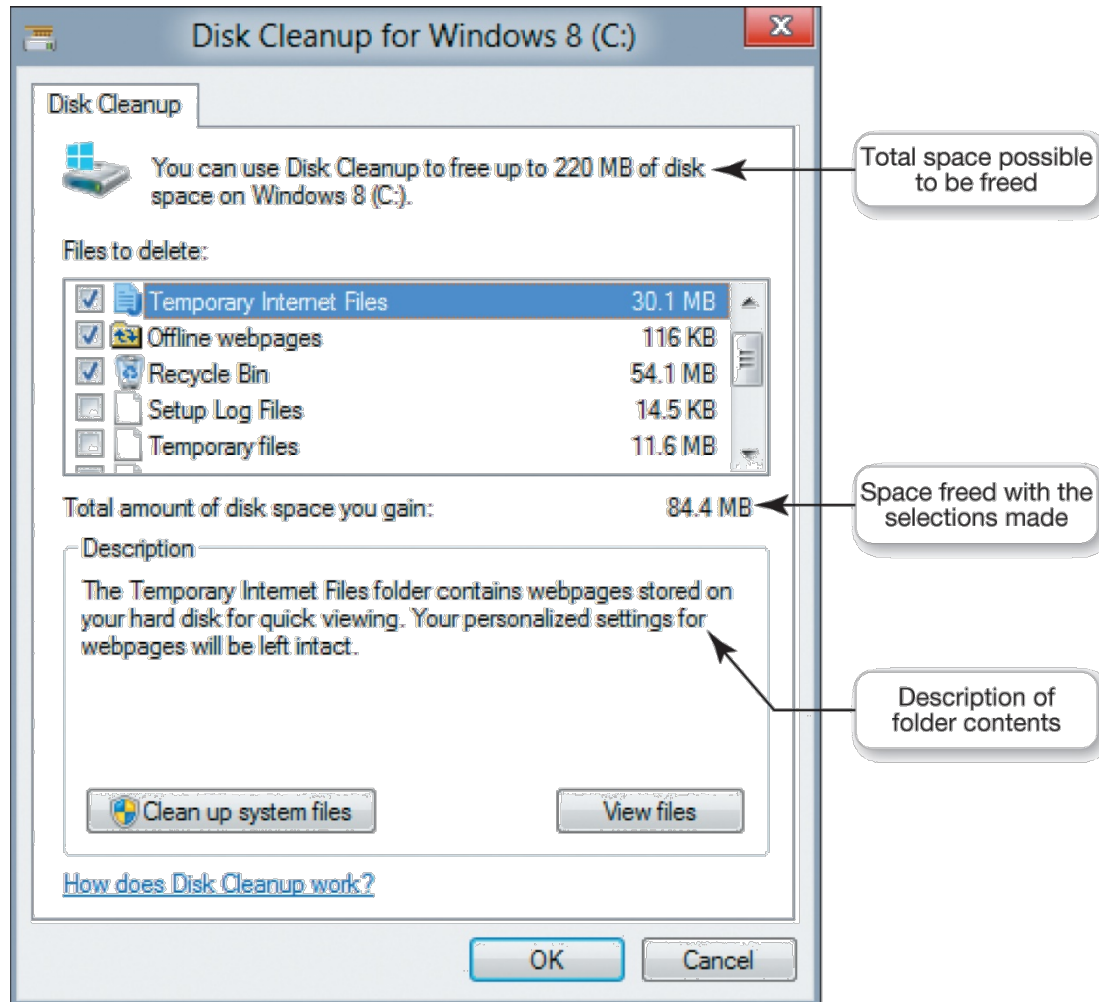 Disk Cleanup for Windows 8 (C:)
X
Disk Cleanup
You can use Disk Cleanup to free up to 220 MB of disk
space on Windows 8 (C:).
Total space possible
to be freed
Files to delete:
Temporary Internet Files 30.1 MB
Offline webpages 116 KB
Recycle Bin 54.1 MB
Setup Log Files 14.5 KB
Temporary files 11.6 MB
Total amount of disk space you gain: 84.4 MB
Space freed with the
selections made
Description
The Temporary Internet Files folder contains webpages stored on
your hard disk for quick viewing. Your personalized settings for
webpages will be left intact.
Description of
folder contents
Clean up system files View files
How does Disk Cleanup work?
OK Cancel